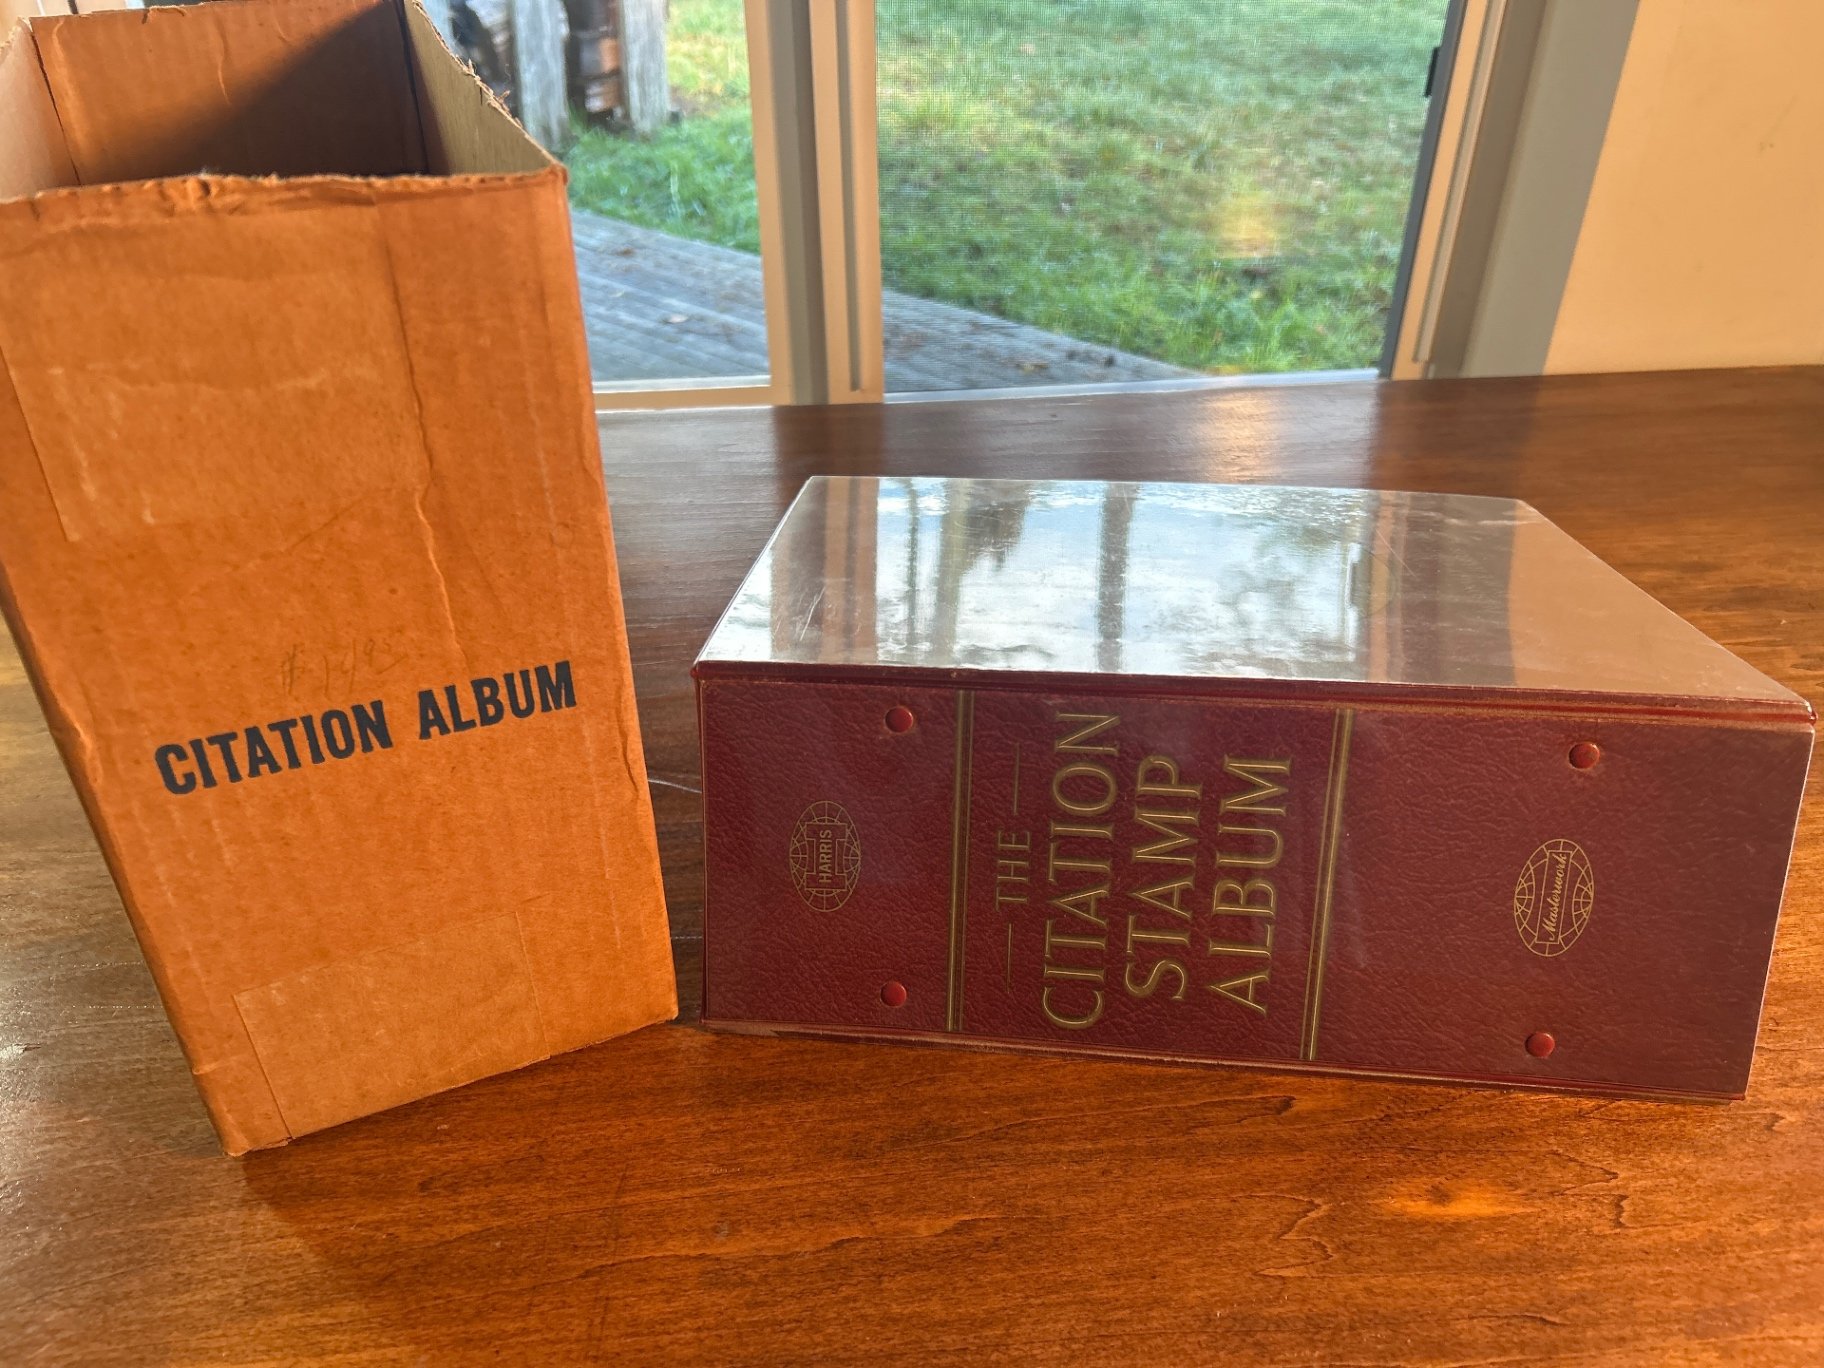 CITATION ALBUM
HARRIS
THE
CITATION
STAMP
ALBUM
Masterwork